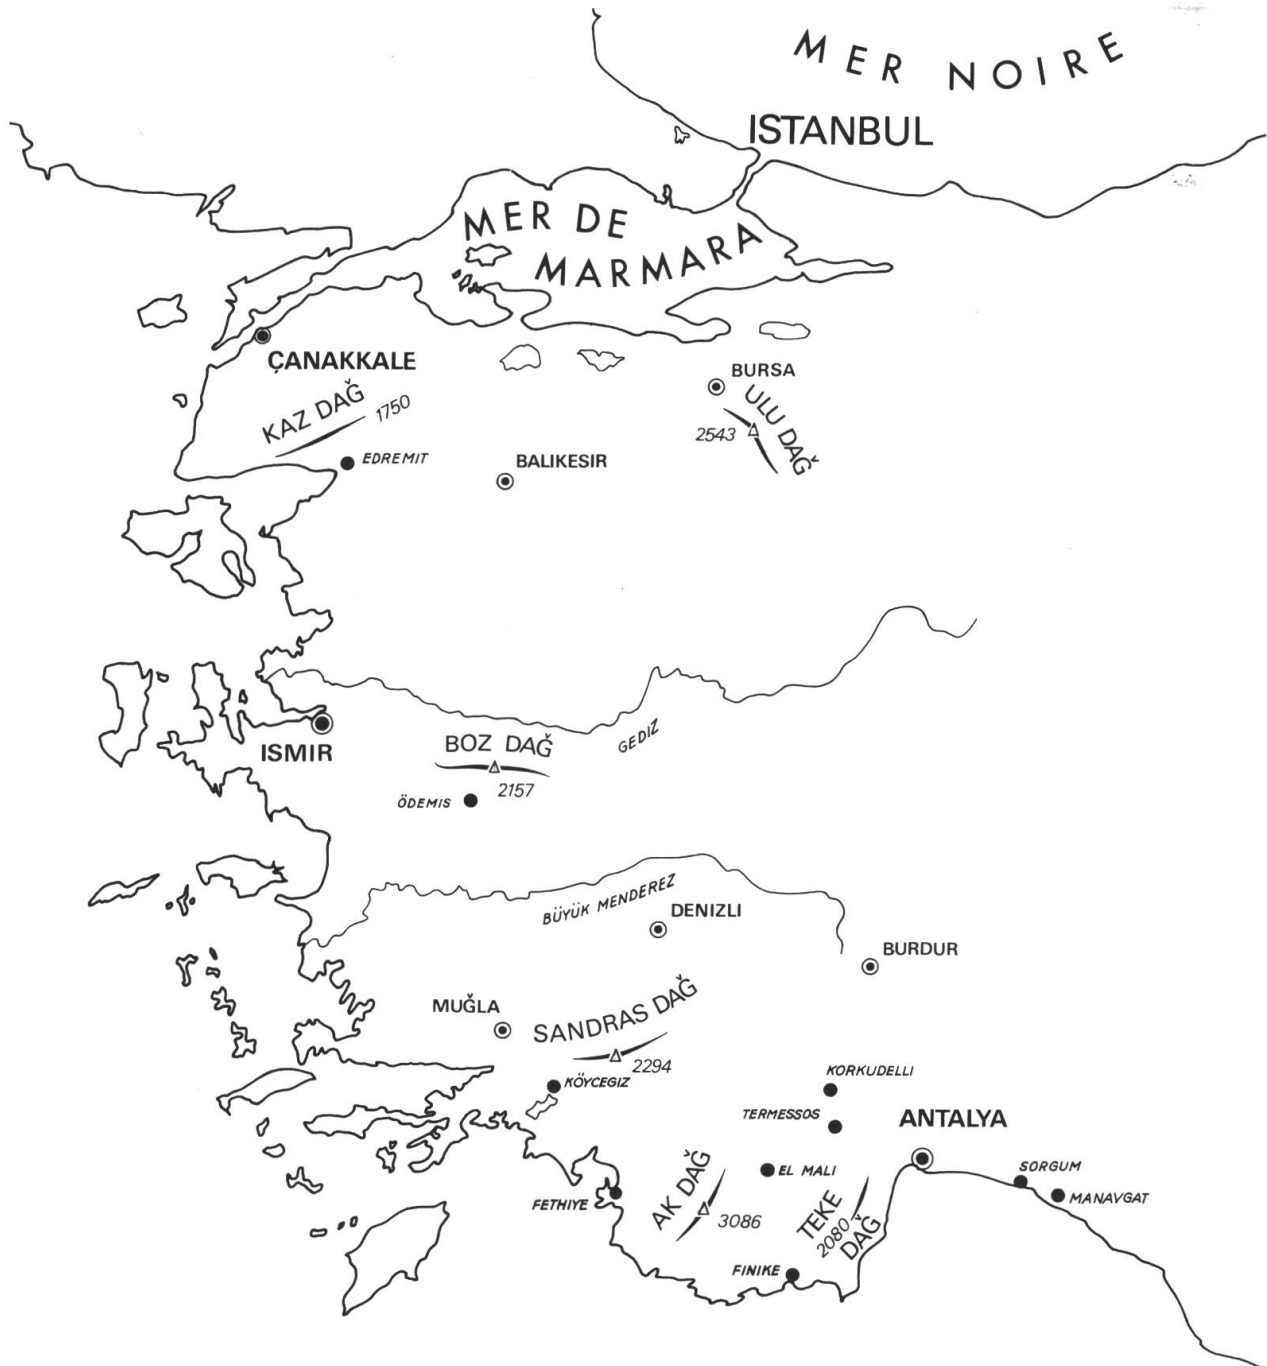 MER NOIRE
ISTANBUL
MER DE
MARMARA
ÇANAKKALE
BURSA
KAZ DAĞ
1750
ULU DAĞ
2543
EDREMIT
BALIKESIR
GEDIZ
ISMIR
BOZ DAĞ
2157
ÖDEMIS
BÜYÜK MENDEREZ
DENIZLI
BURDUR
MUĞLA
SANDRAS DAĞ
2294
KÖYCEGIZ
KORKUDELLI
TERMESSOS
ANTALYA
EL MALI
SORGUM
MANAVGAT
FETHIYE
AK DAĞ
3086
TEKE
DAĞ
2080
FINIKE